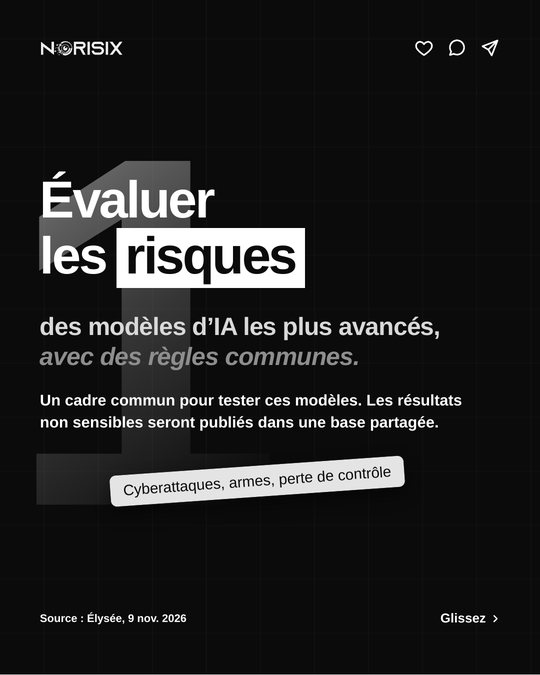 NORISIX
1
Évaluer
les risques
des modèles d’IA les plus avancés,
avec des règles communes.
Un cadre commun pour tester ces modèles. Les résultats
non sensibles seront publiés dans une base partagée.
Cyberattaques, armes, perte de contrôle
Source : Élysée, 9 nov. 2026
Glissez ›